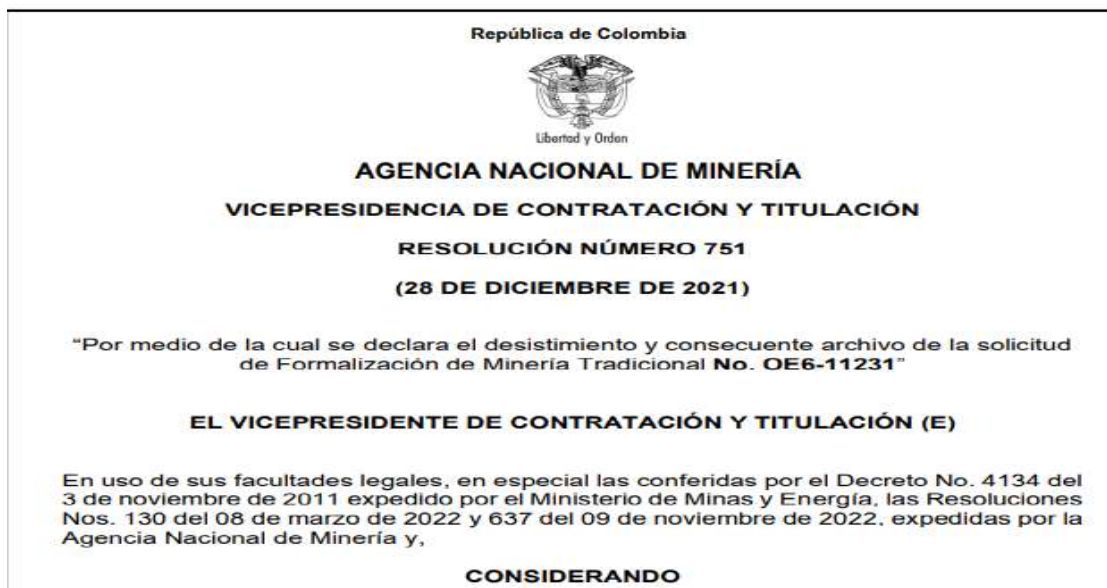 República de Colombia
Libertad y Orden
AGENCIA NACIONAL DE MINERÍA
VICEPRESIDENCIA DE CONTRATACIÓN Y TITULACIÓN
RESOLUCIÓN NÚMERO 751
(28 DE DICIEMBRE DE 2021)
“Por medio de la cual se declara el desistimiento y consecuente archivo de la solicitud
de Formalización de Minería Tradicional No. OE6-11231”
EL VICEPRESIDENTE DE CONTRATACIÓN Y TITULACIÓN (E)
En uso de sus facultades legales, en especial las conferidas por el Decreto No. 4134 del
3 de noviembre de 2011 expedido por el Ministerio de Minas y Energía, las Resoluciones
Nos. 130 del 08 de marzo de 2022 y 637 del 09 de noviembre de 2022, expedidas por la
Agencia Nacional de Minería y,
CONSIDERANDO